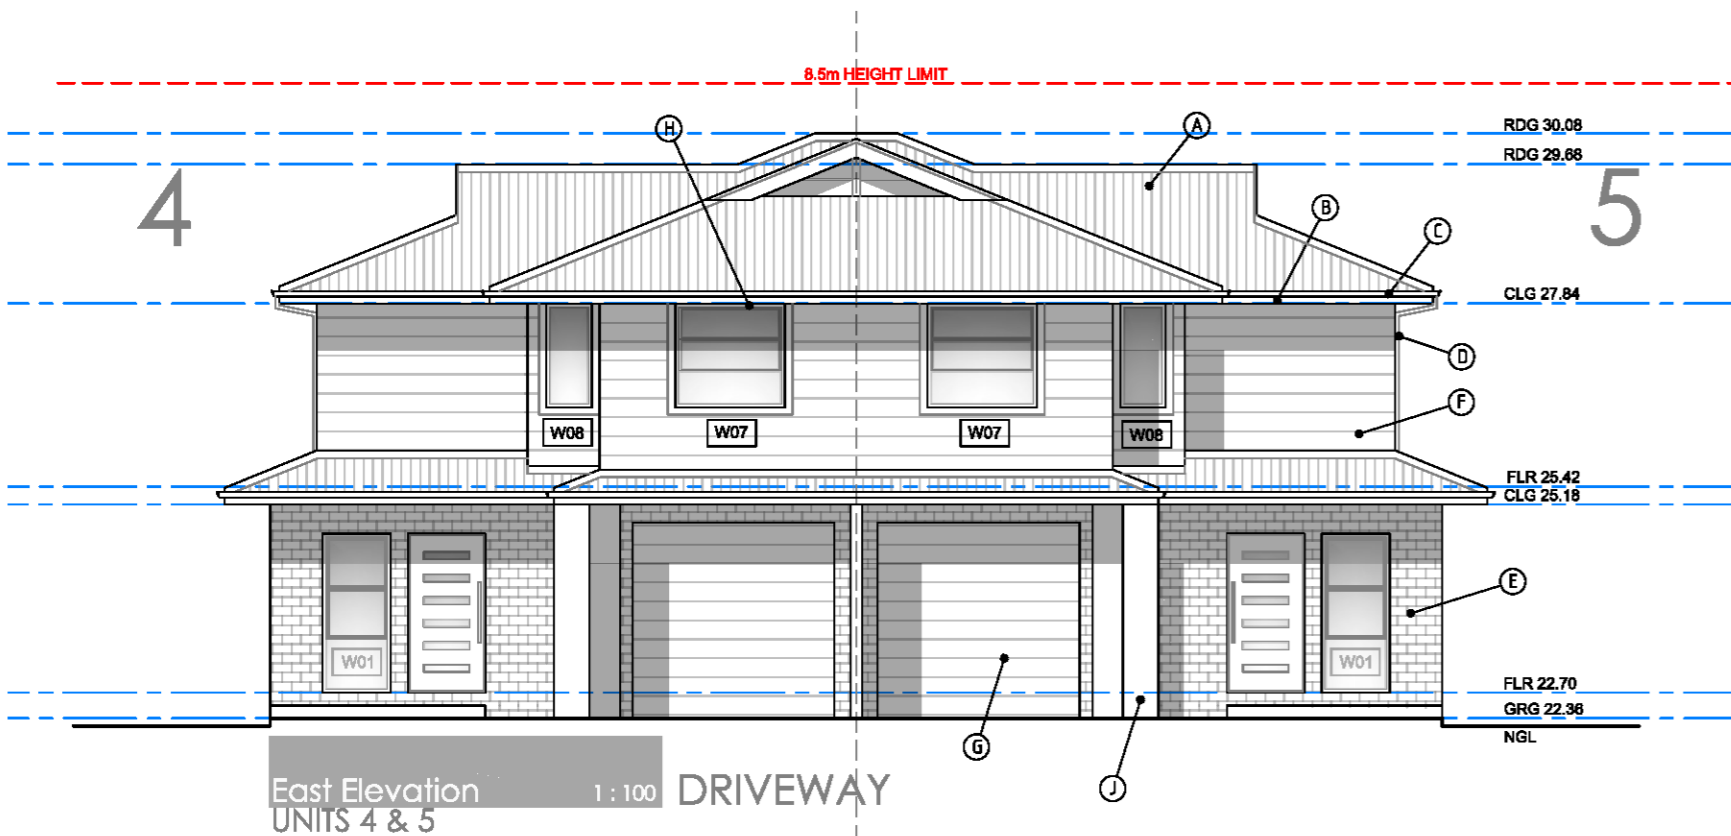 8.5m HEIGHT LIMIT
H
A
RDG 30.08
RDG 29.68
4
5
B
C
CLG 27.84
D
F
W08
W07
W07
W08
FLR 25.42
CLG 25.18
E
W01
W01
FLR 22.70
GRG 22.36
NGL
G
J
East Elevation 1 : 100
DRIVEWAY
UNITS 4 & 5